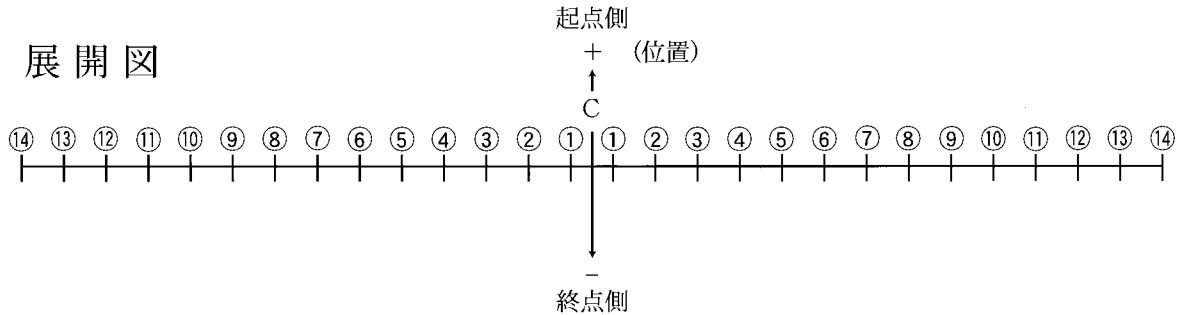 起点側
+ (位置)
展開図
C
⑭ ⑬ ⑫ ⑪ ⑩ ⑨ ⑧ ⑦ ⑥ ⑤ ④ ③ ② ① ① ② ③ ④ ⑤ ⑥ ⑦ ⑧ ⑨ ⑩ ⑪ ⑫ ⑬ ⑭
−
終点側